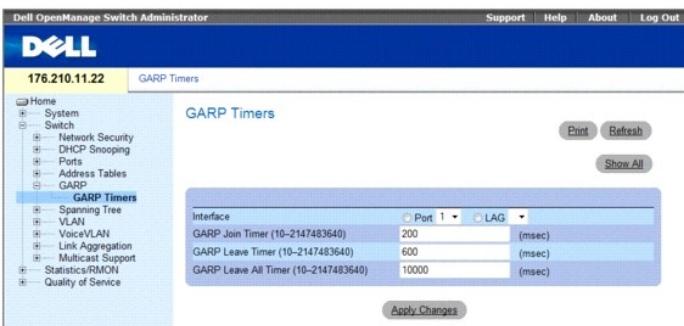 Dell OpenManage Switch Administrator Support Help About Log Out
DELL
176.210.11.22 GARP Timers
Home
System
Switch
Network Security
DHCP Snooping
Ports
Address Tables
GARP
GARP Timers
Spanning Tree
VLAN
VoiceVLAN
Link Aggregation
Multicast Support
Statistics/RMON
Quality of Service
GARP Timers
Print Refresh
Show All
Interface Port 1 LAG
GARP Join Timer (10–2147483640) 200 (msec)
GARP Leave Timer (10–2147483640) 600 (msec)
GARP Leave All Timer (10–2147483640) 10000 (msec)
Apply Changes